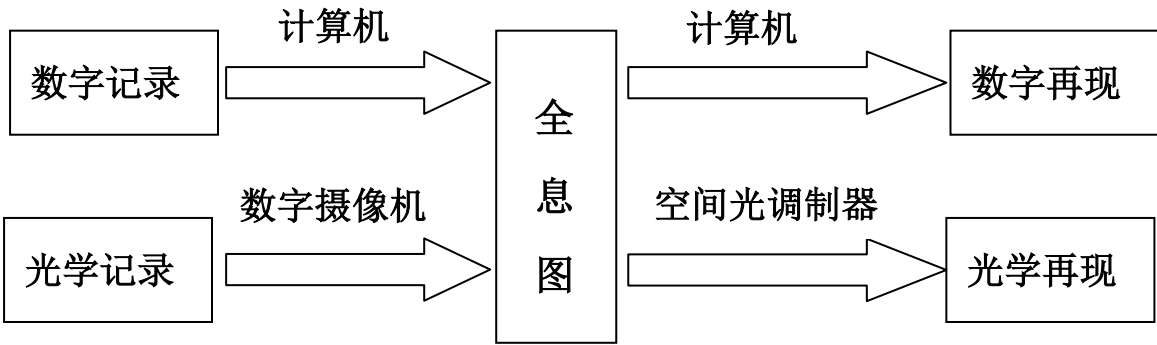 计算机
计算机
数字记录
数字再现
全
息
图
数字摄像机
空间光调制器
光学记录
光学再现